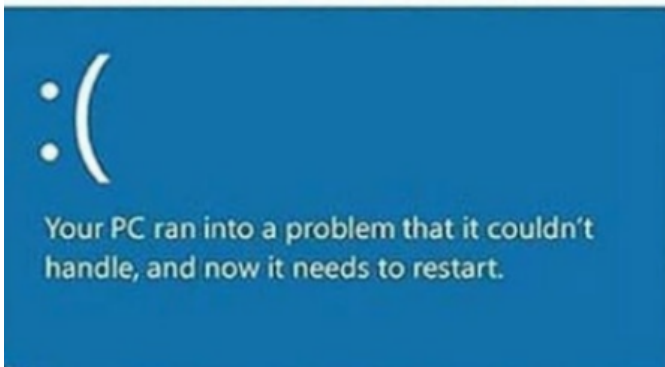 :(
Your PC ran into a problem that it couldn't
handle, and now it needs to restart.